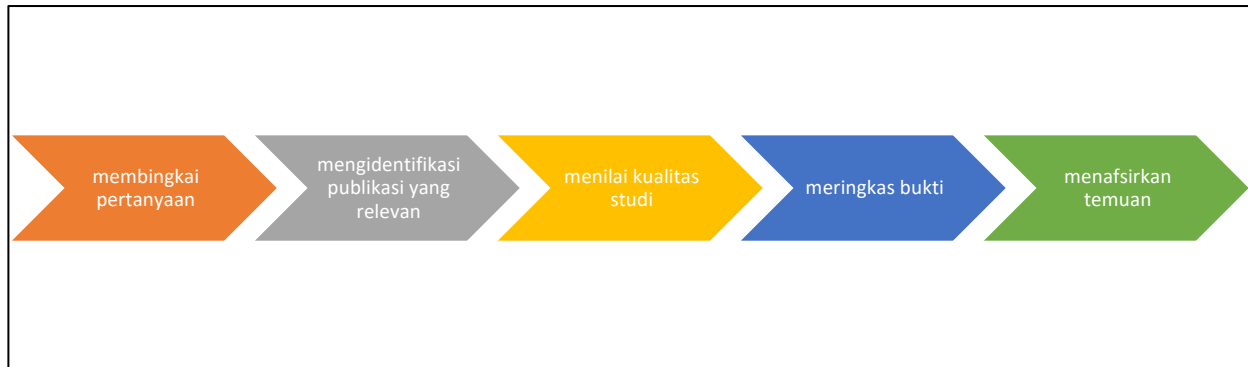 membingkai
pertanyaan
mengidentifikasi
publikasi yang
relevan
menilai kualitas
studi
meringkas bukti
menafsirkan
temuan